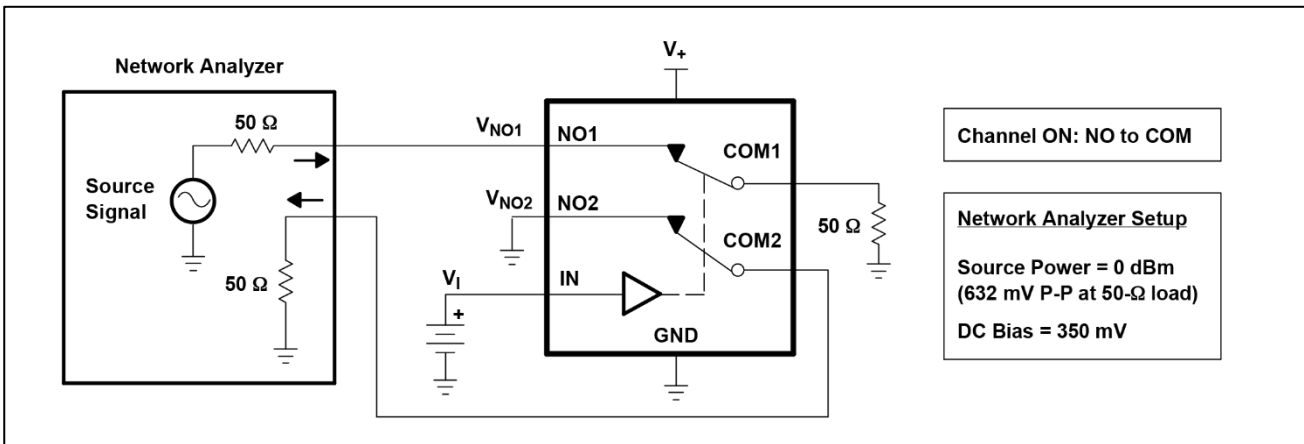 Network Analyzer
50 Ω
Source
Signal
50 Ω
V+
VNO1
NO1
COM1
VNO2
NO2
COM2
50 Ω
VI
+
IN
GND
Channel ON: NO to COM
Network Analyzer Setup
Source Power = 0 dBm
(632 mV P-P at 50-Ω load)
DC Bias = 350 mV